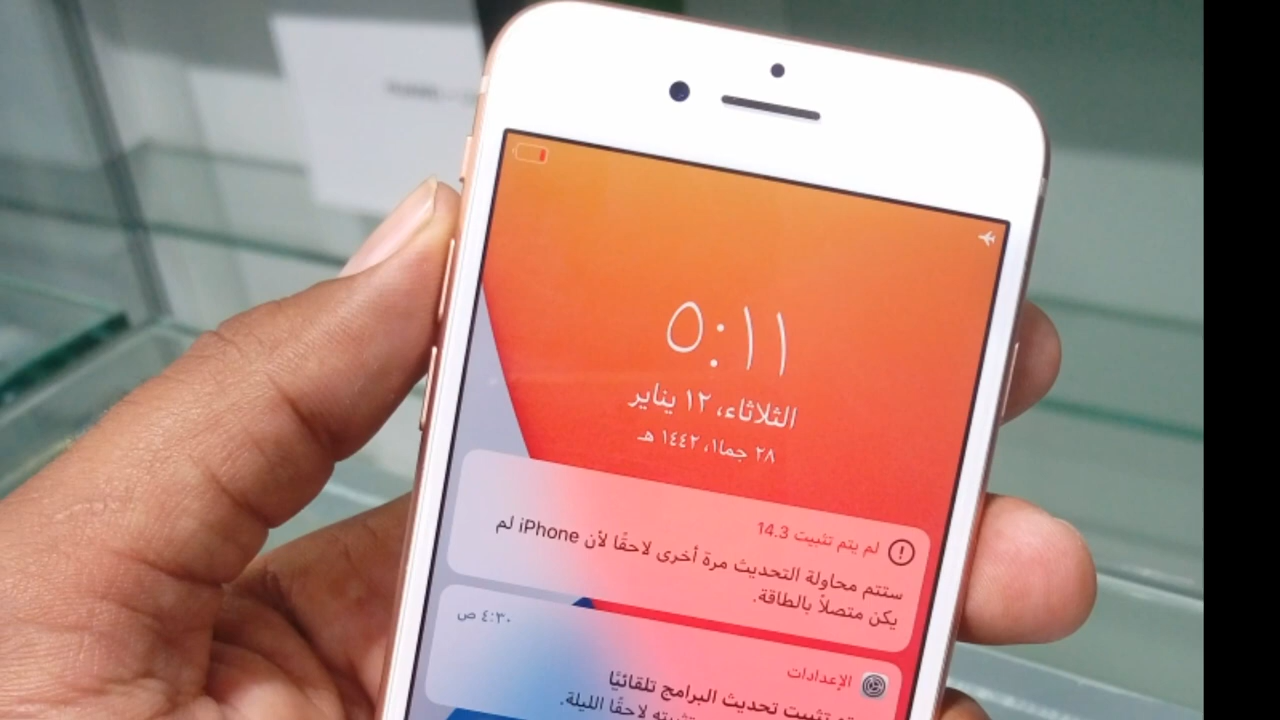 ٥:١١
الثلاثاء، ١٢ يناير
٢٨ جما١، ١٤٤٢ هـ
لم يتم تثبيت 14.3
ستتم محاولة التحديث مرة أخرى لاحقًا لأن iPhone لم
يكن متصلاً بالطاقة.
الإعدادات
٤:٣٠ ص
تثبيت تحديث البرامج تلقائيًا
لاحقًا الليلة.